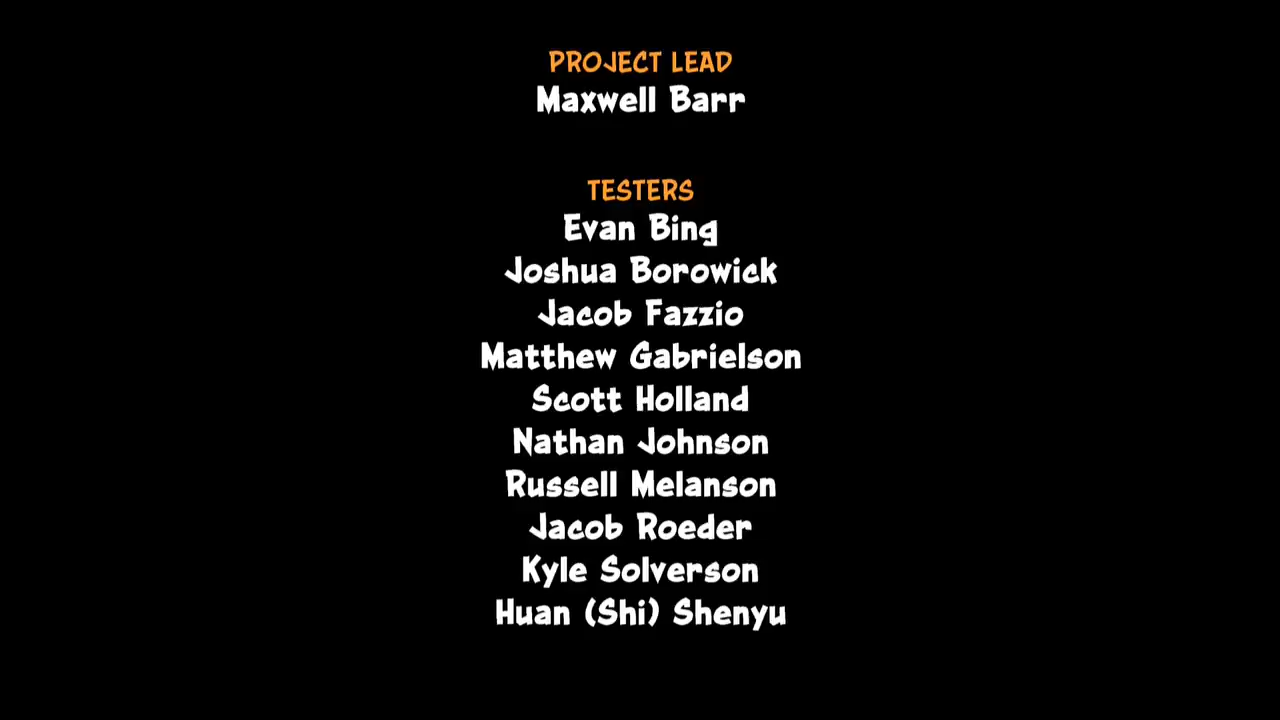 PROJECT LEAD
Maxwell Barr
TESTERS
Evan Bing
Joshua Borowick
Jacob Fazzio
Matthew Gabrielson
Scott Holland
Nathan Johnson
Russell Melanson
Jacob Roeder
Kyle Solverson
Huan (Shi) Shenyu